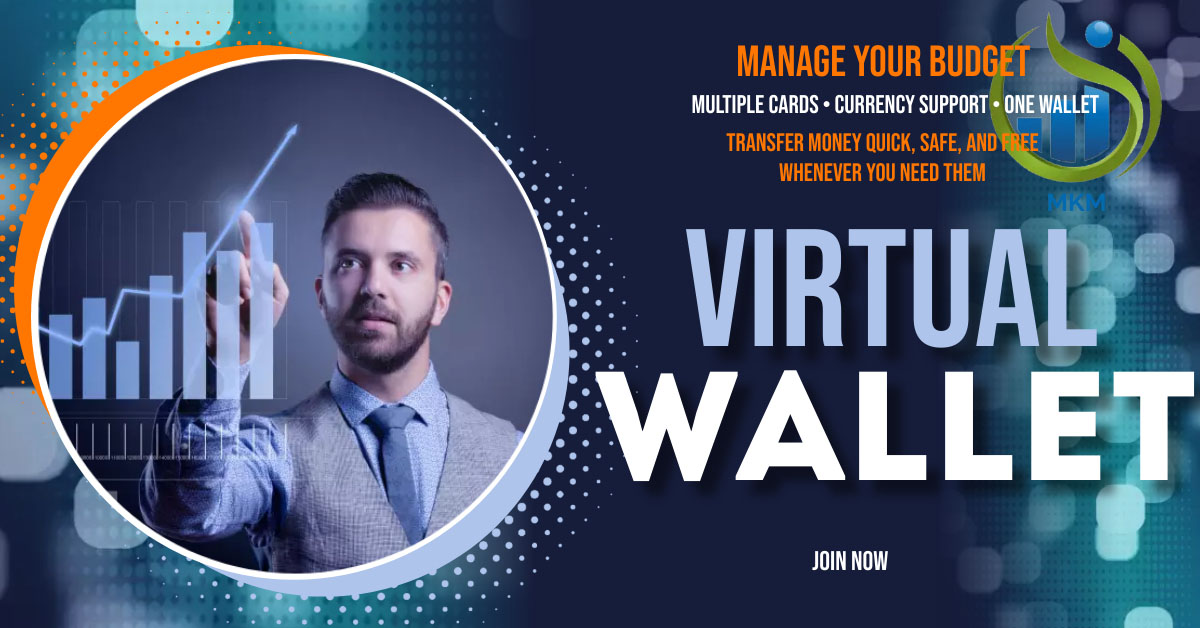 MANAGE YOUR BUDGET
MULTIPLE CARDS • CURRENCY SUPPORT • ONE WALLET
TRANSFER MONEY QUICK, SAFE, AND FREE
WHENEVER YOU NEED THEM
MKM
VIRTUAL
WALLET
JOIN NOW